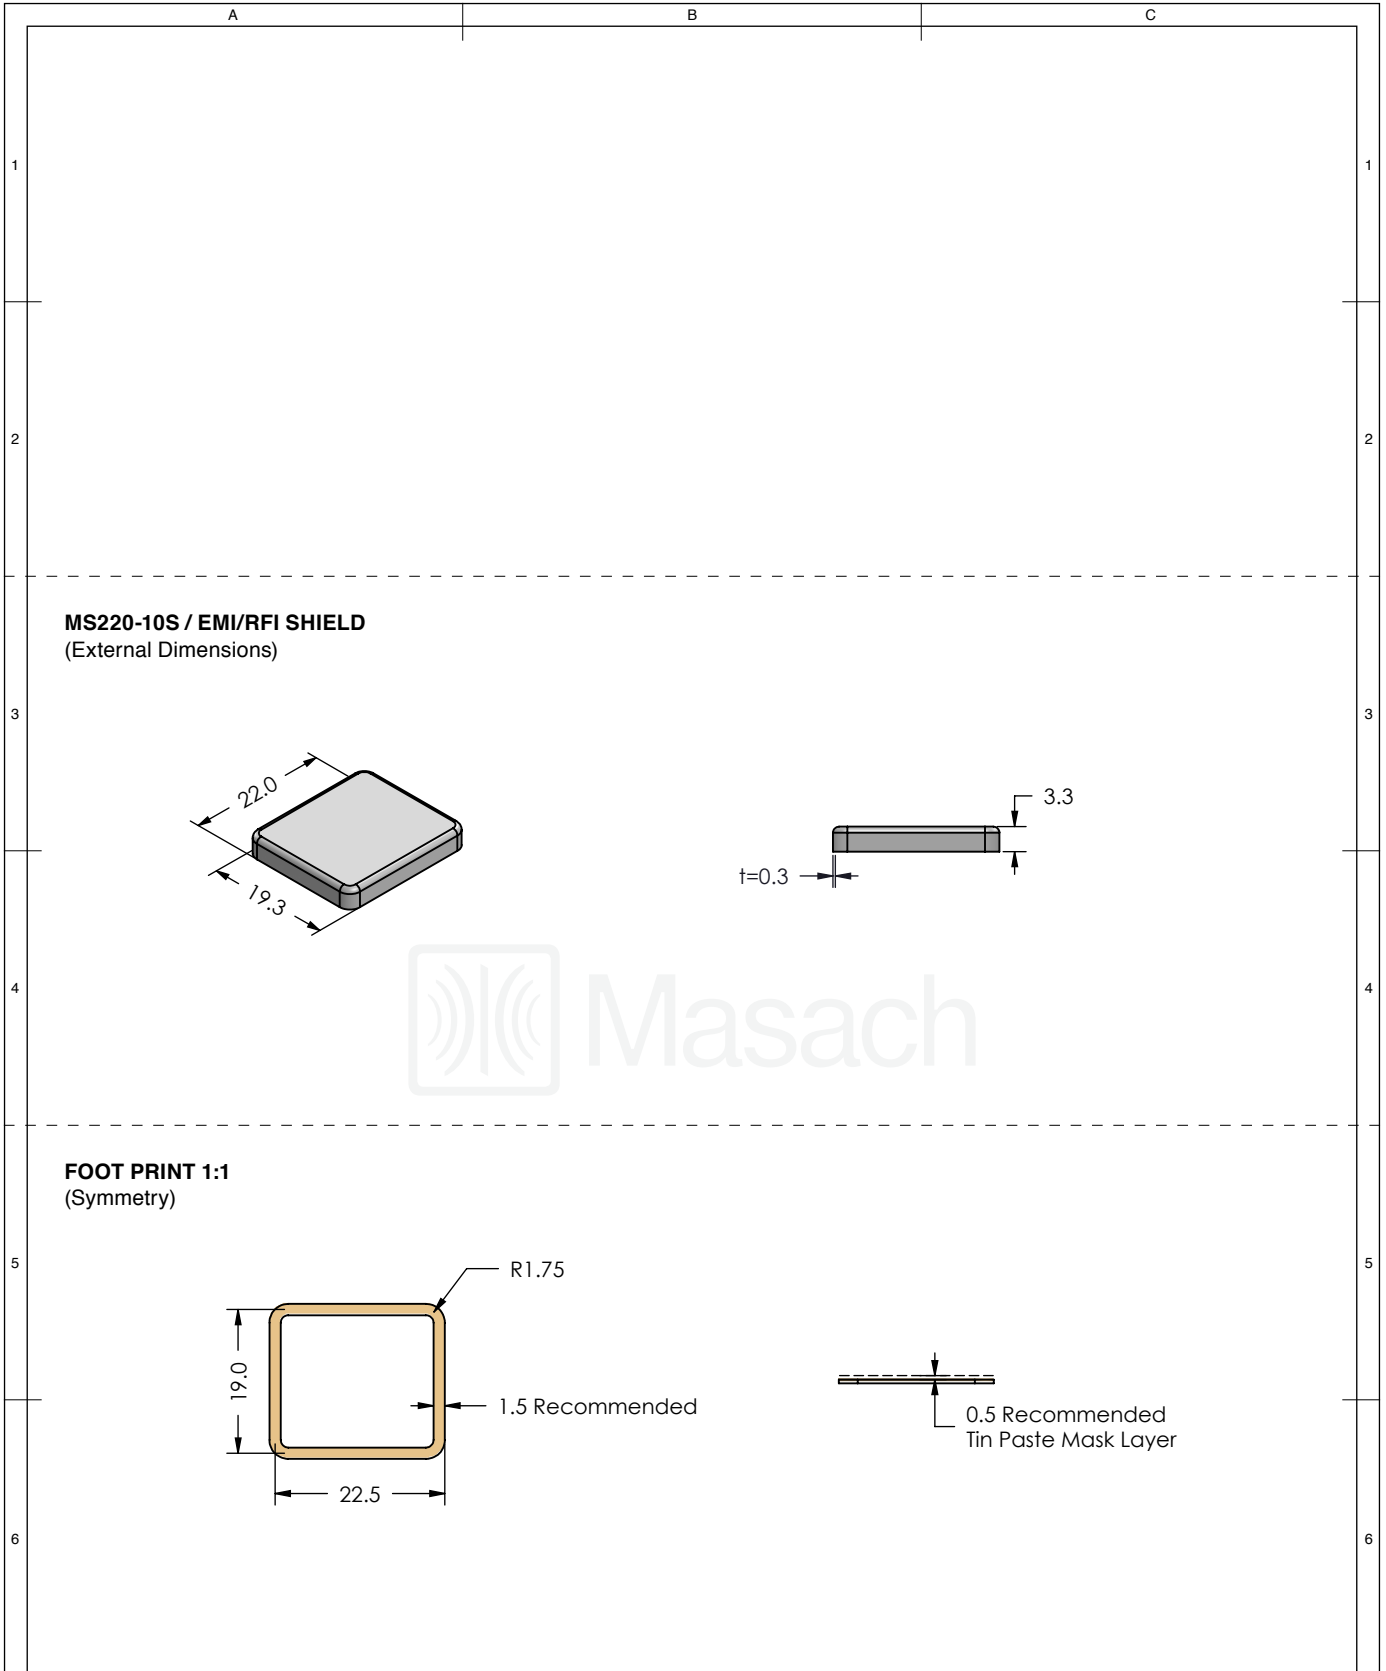 A B C
1 1
2 2
MS220-10S / EMI/RFI SHIELD
(External Dimensions)
3 3
22.0
3.3
t=0.3
19.3
4 4
Masach
FOOT PRINT 1:1
(Symmetry)
5 5
R1.75
19.0
1.5 Recommended
0.5 Recommended
Tin Paste Mask Layer
22.5
6 6